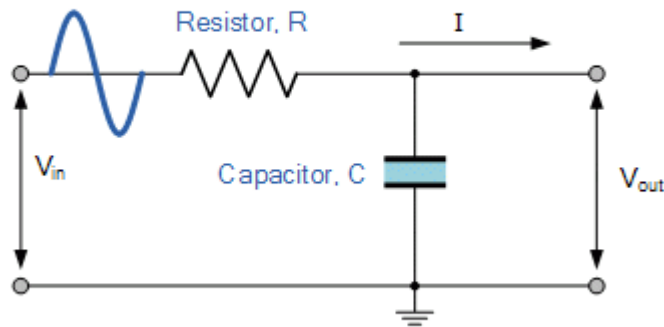 Resistor, R
I
Vin
Capacitor, C
Vout